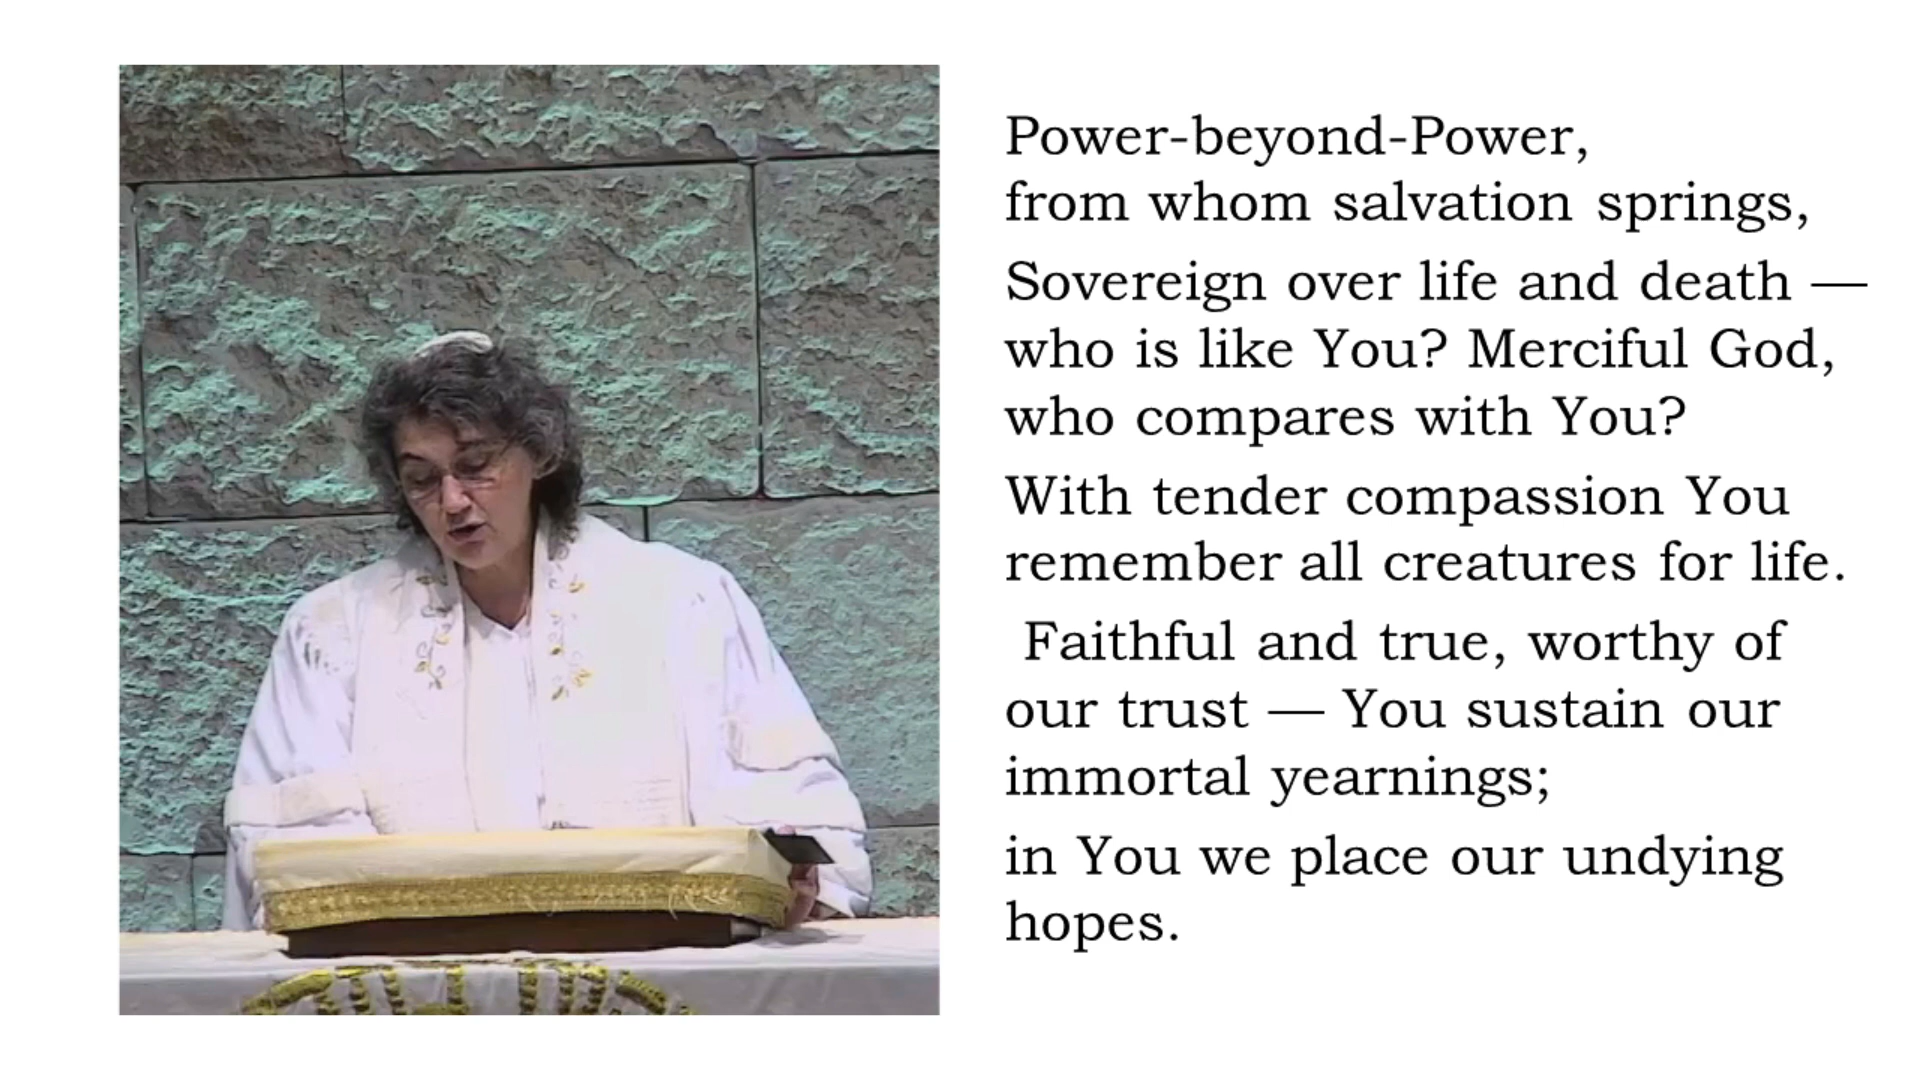 Power-beyond-Power,
from whom salvation springs,
Sovereign over life and death —
who is like You? Merciful God,
who compares with You?
With tender compassion You
remember all creatures for life.
Faithful and true, worthy of
our trust — You sustain our
immortal yearnings;
in You we place our undying
hopes.